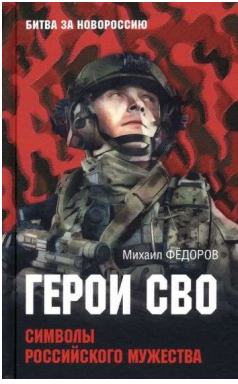 БИТВА ЗА НОВОРОССИЮ
Михаил ФЁДОРОВ
ГЕРОИ СВО
СИМВОЛЫ
РОССИЙСКОГО МУЖЕСТВА